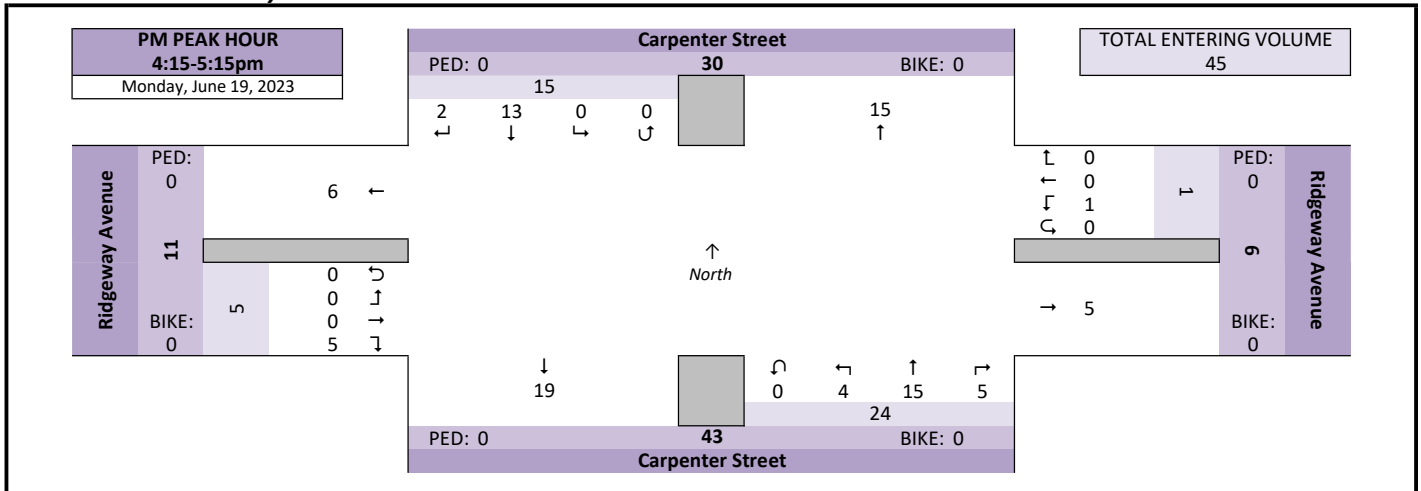 PM PEAK HOUR
4:15-5:15pm
Monday, June 19, 2023
Carpenter Street
PED: 0 30 BIKE: 0
TOTAL ENTERING VOLUME
45
15
2 13 0 0
↵ ↓ ↳ ↺
15
↑
Ridgeway Avenue
PED:
0
11
BIKE:
0
6 ←
5
0 ⮌
0 ↰
0 →
5 ↴
↑
North
↱ 0
← 0
↓ 1
⮎ 0
1
→ 5
PED:
0
6
BIKE:
0
Ridgeway Avenue
↓
19
↶ ↰ ↑ ↱
0 4 15 5
24
PED: 0 43 BIKE: 0
Carpenter Street